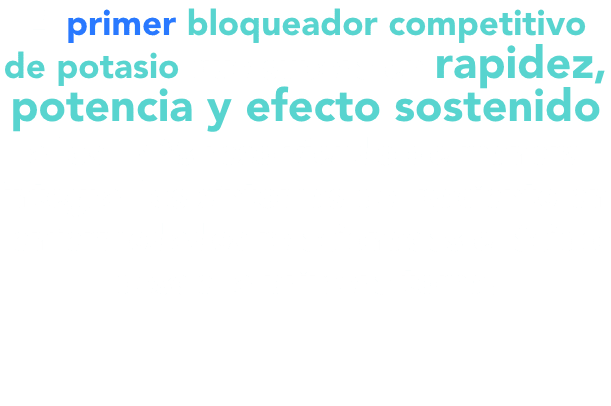 primer bloqueador competitivo
de potasio rapidez,
potencia y efecto sostenido